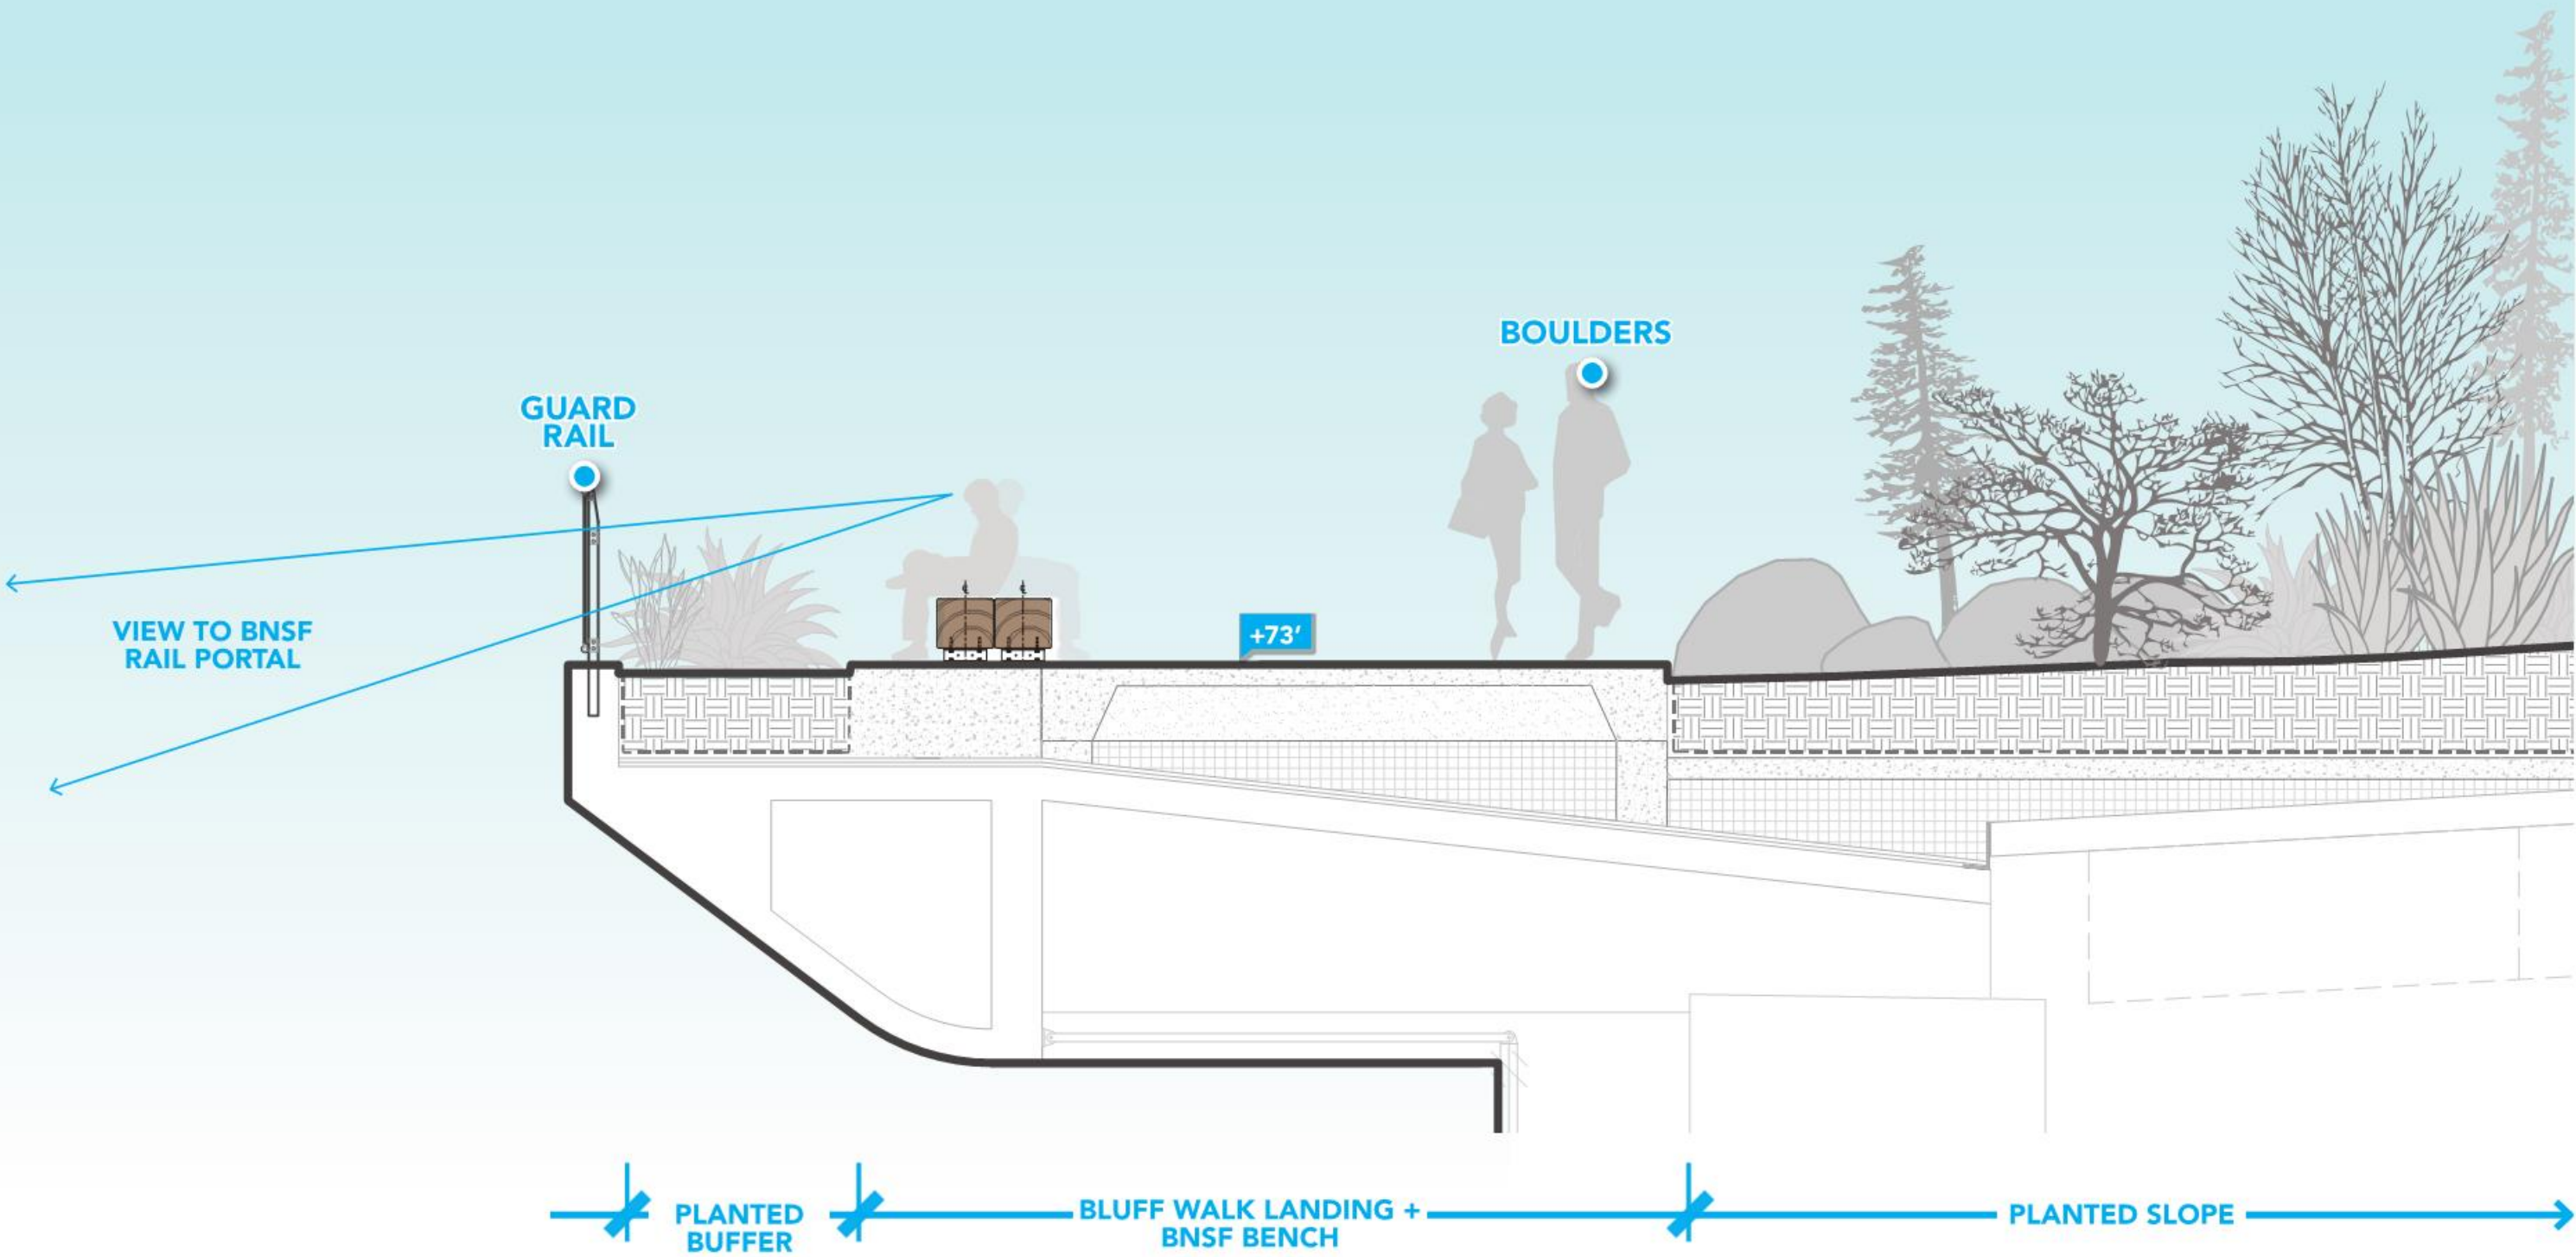 BOULDERS
GUARD
RAIL
VIEW TO BNSF
RAIL PORTAL
+73’
PLANTED
BUFFER
BLUFF WALK LANDING +
BNSF BENCH
PLANTED SLOPE